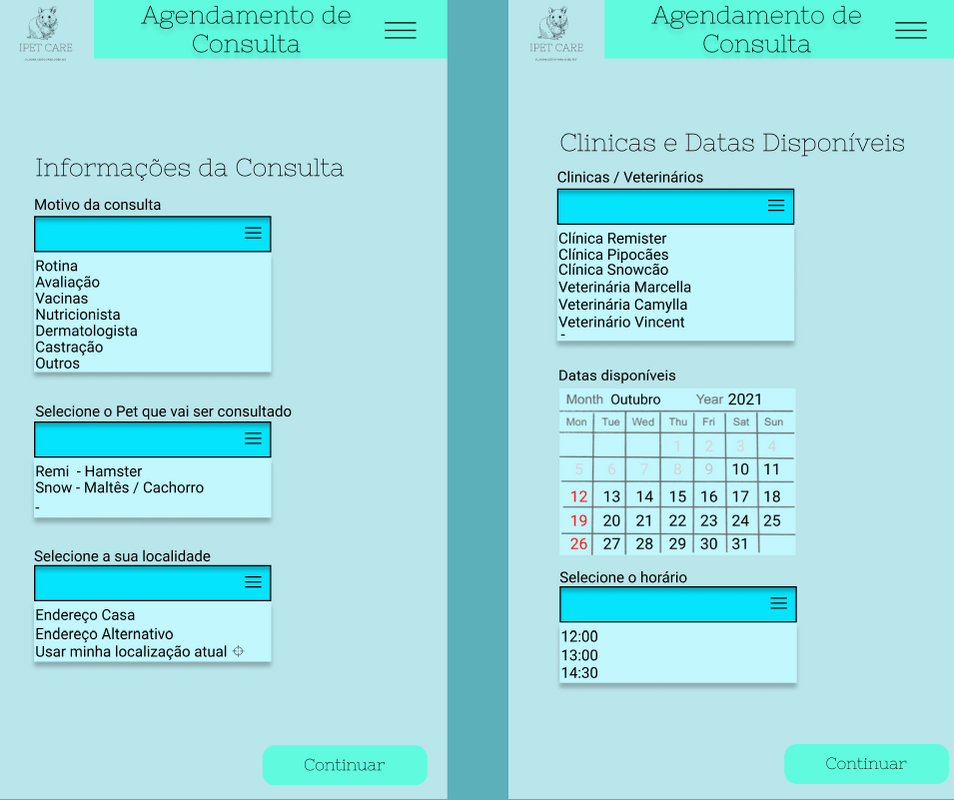 IPET CARE
Agendamento de
Consulta
Informações da Consulta
Motivo da consulta
Rotina
Avaliação
Vacinas
Nutricionista
Dermatologista
Castração
Outros
Selecione o Pet que vai ser consultado
Remi - Hamster
Snow - Maltês / Cachorro
-
Selecione a sua localidade
Endereço Casa
Endereço Alternativo
Usar minha localização atual
Continuar
IPET CARE
Agendamento de
Consulta
Clinicas e Datas Disponíveis
Clinicas / Veterinários
Clínica Remister
Clínica Pipocães
Clínica Snowcão
Veterinária Marcella
Veterinária Camylla
Veterinário Vincent
-
Datas disponíveis
Month Outubro Year 2021
Mon Tue Wed Thu Fri Sat Sun
1 2 3 4
5 6 7 8 9 10 11
12 13 14 15 16 17 18
19 20 21 22 23 24 25
26 27 28 29 30 31
Selecione o horário
12:00
13:00
14:30
Continuar